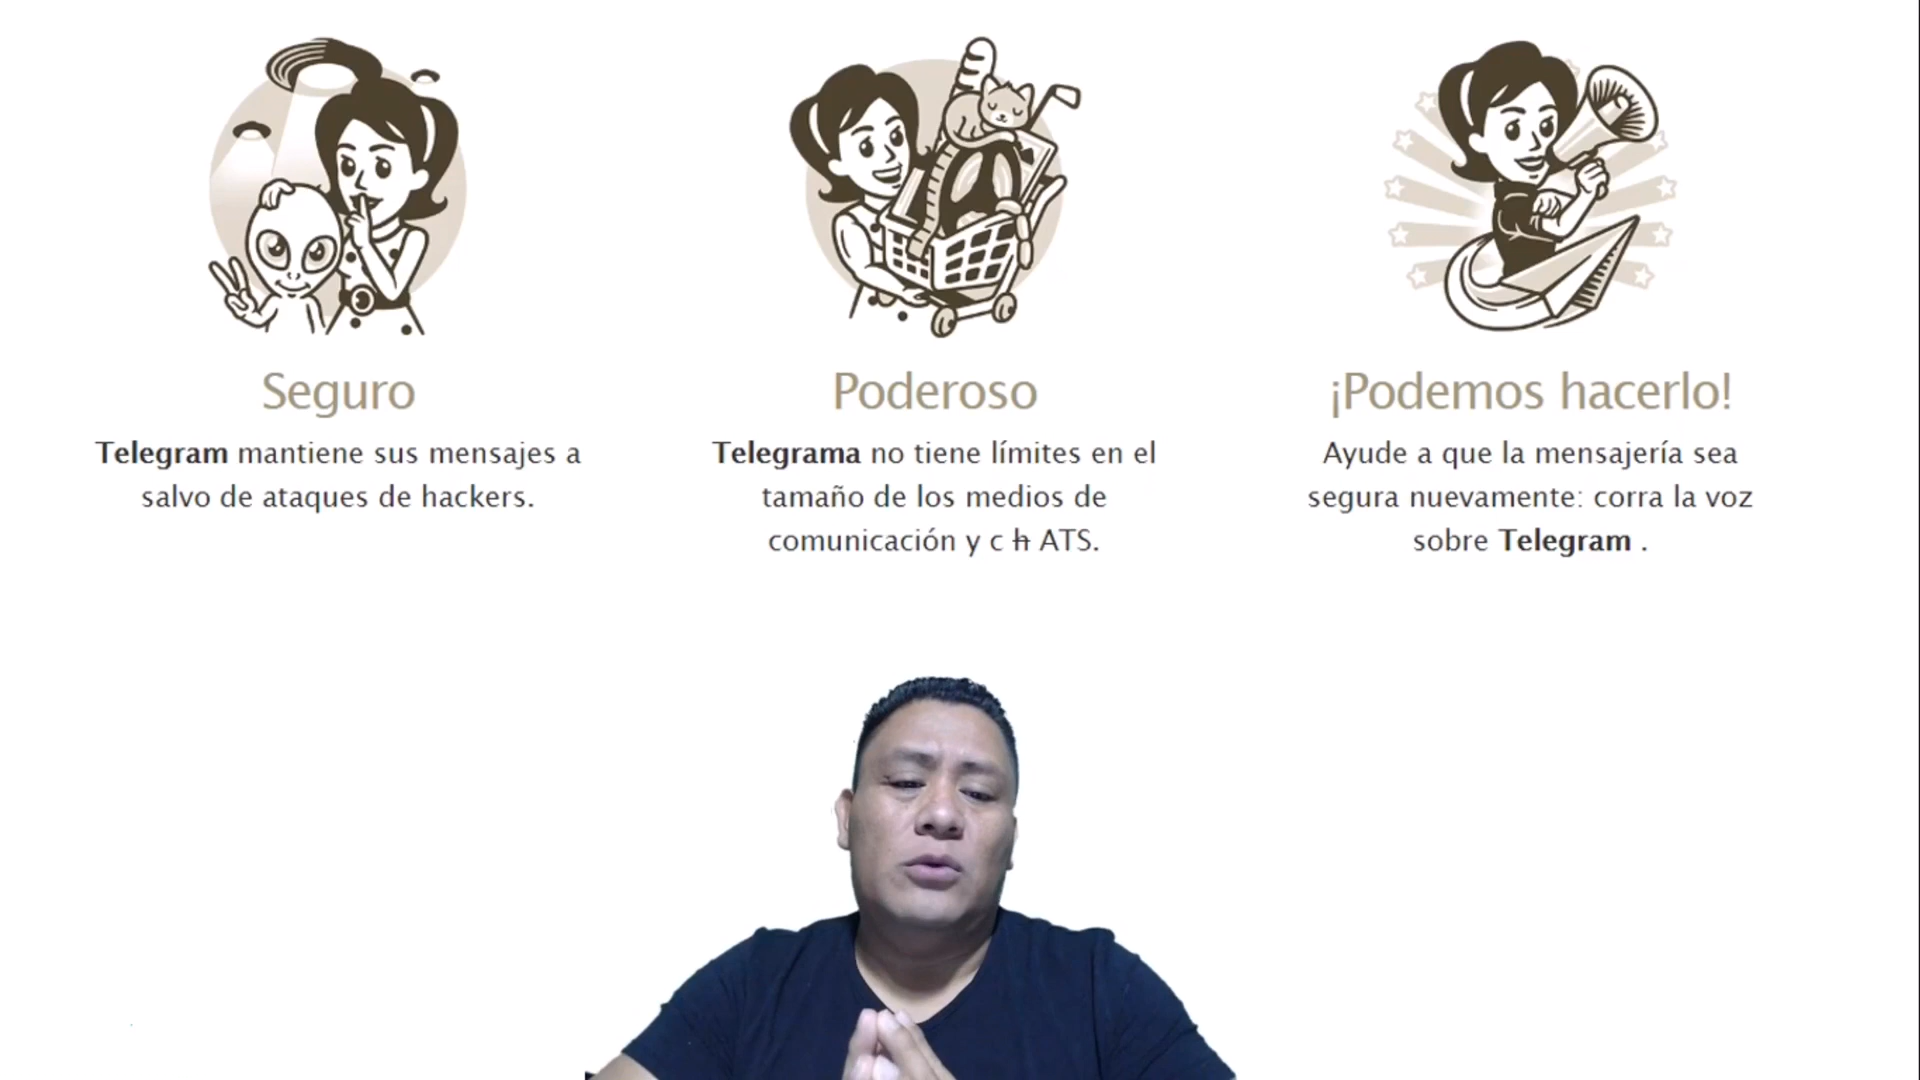 Seguro
Telegram mantiene sus mensajes a
salvo de ataques de hackers.
Poderoso
Telegrama no tiene límites en el
tamaño de los medios de
comunicación y c h ATS.
¡Podemos hacerlo!
Ayude a que la mensajería sea
segura nuevamente: corra la voz
sobre Telegram .